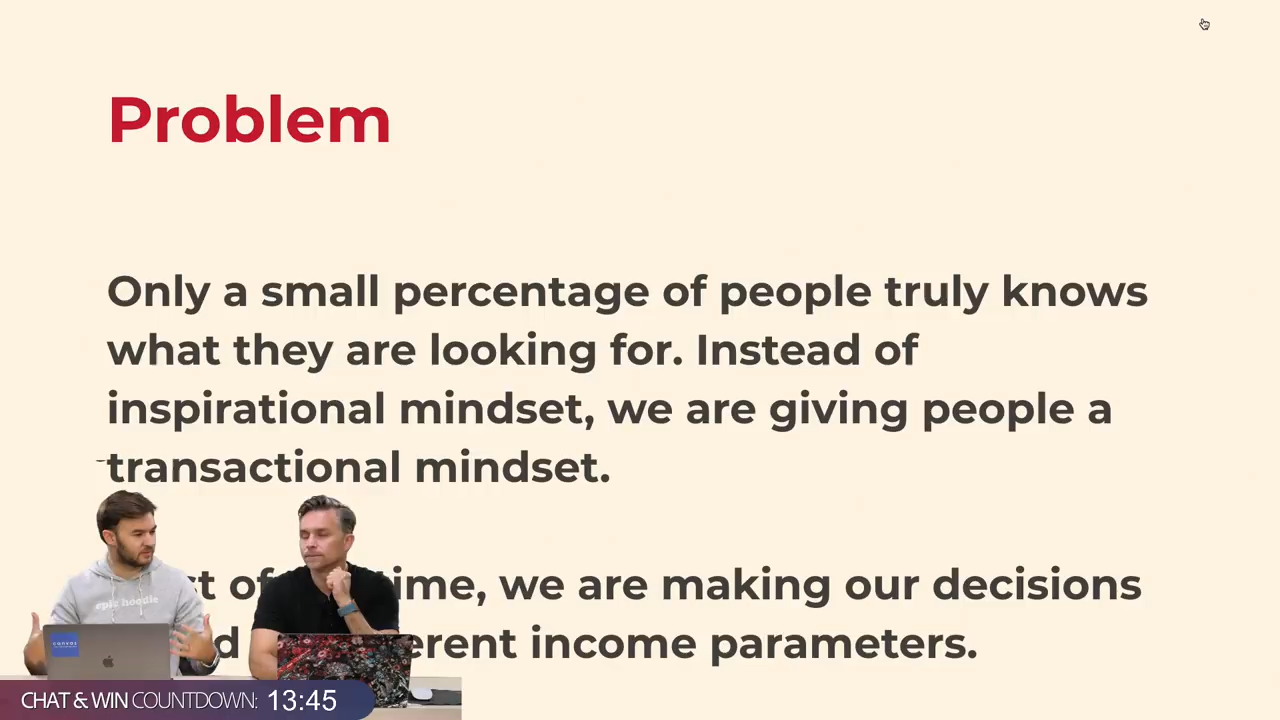 Problem
Only a small percentage of people truly knows
what they are looking for. Instead of
inspirational mindset, we are giving people a
transactional mindset.
of ime, we are making our decisions
income parameters.
epic hoodie
canvas
CHAT & WIN COUNTDOWN: 13:45